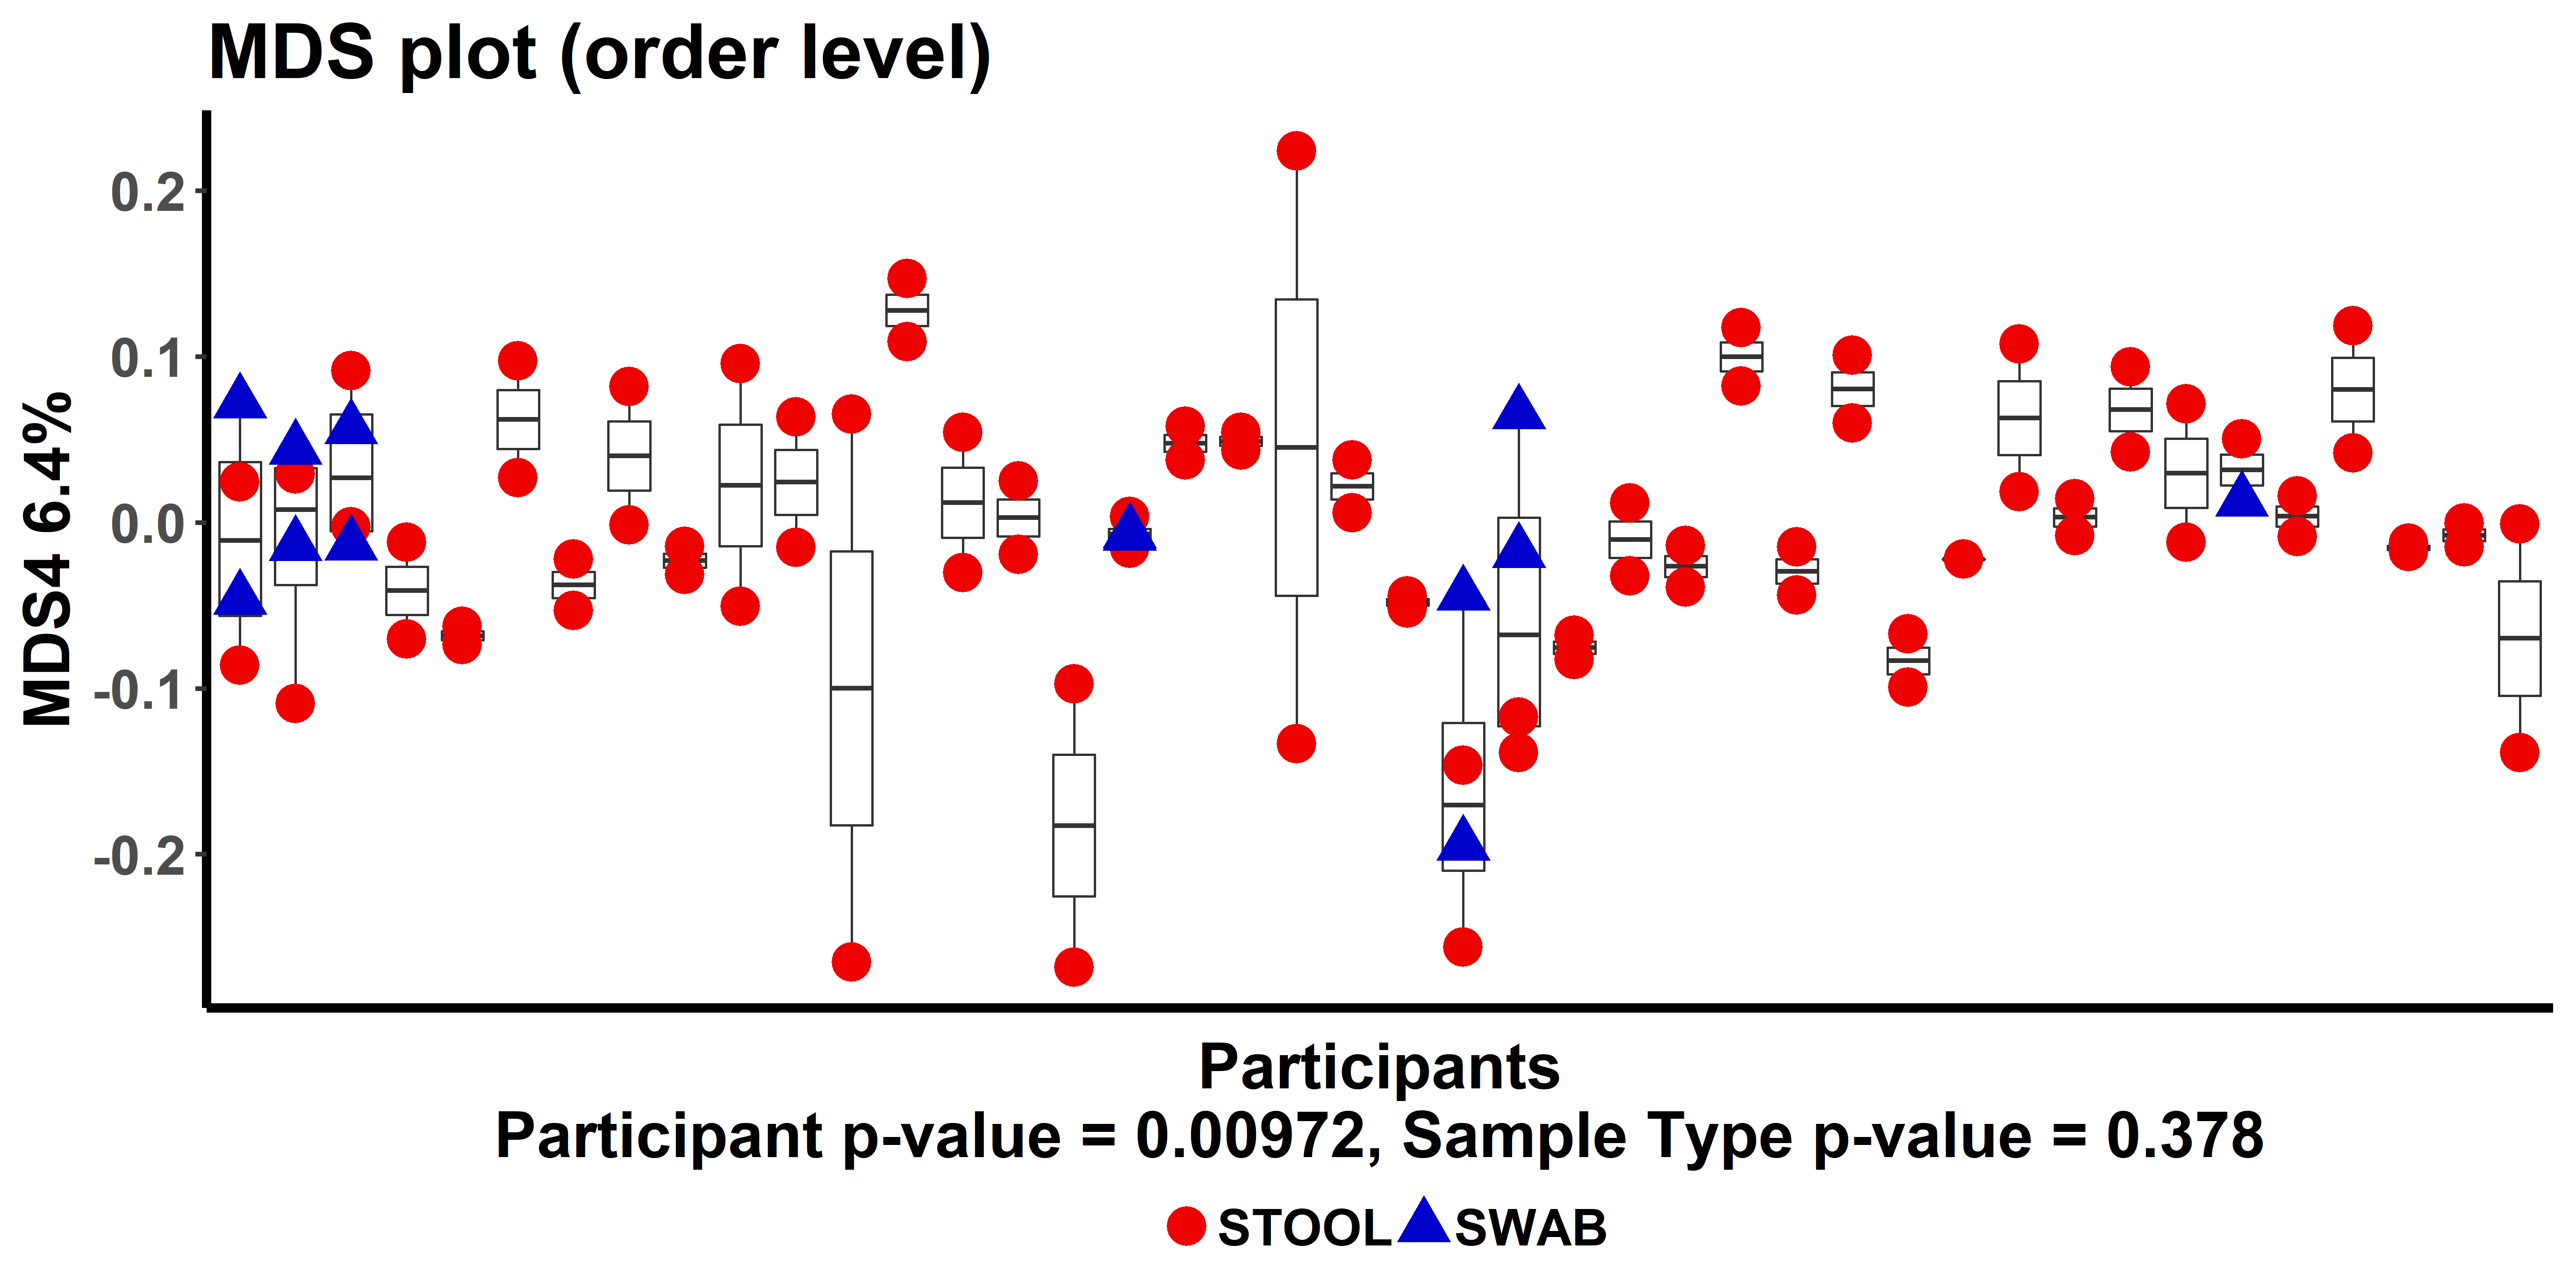 MDS plot (order level)
MDS4 6.4%
0.2
0.1
0.0
-0.1
-0.2
Participants
Participant p-value = 0.00972, Sample Type p-value = 0.378
STOOL SWAB